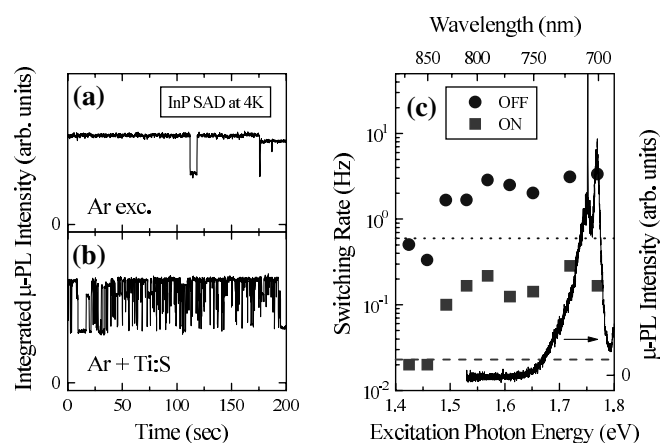 (a)
InP SAD at 4K
0
Ar exc.
(b)
0
Ar + Ti:S
0 50 100 150 200
Time (sec)
Integrated μ-PL Intensity (arb. units)
Wavelength (nm)
850 800 750 700
(c)
OFF
ON
10²
10¹
10⁰
10⁻¹
10⁻²
Switching Rate (Hz)
μ-PL Intensity (arb. units)
0
1.4 1.5 1.6 1.7 1.8
Excitation Photon Energy (eV)